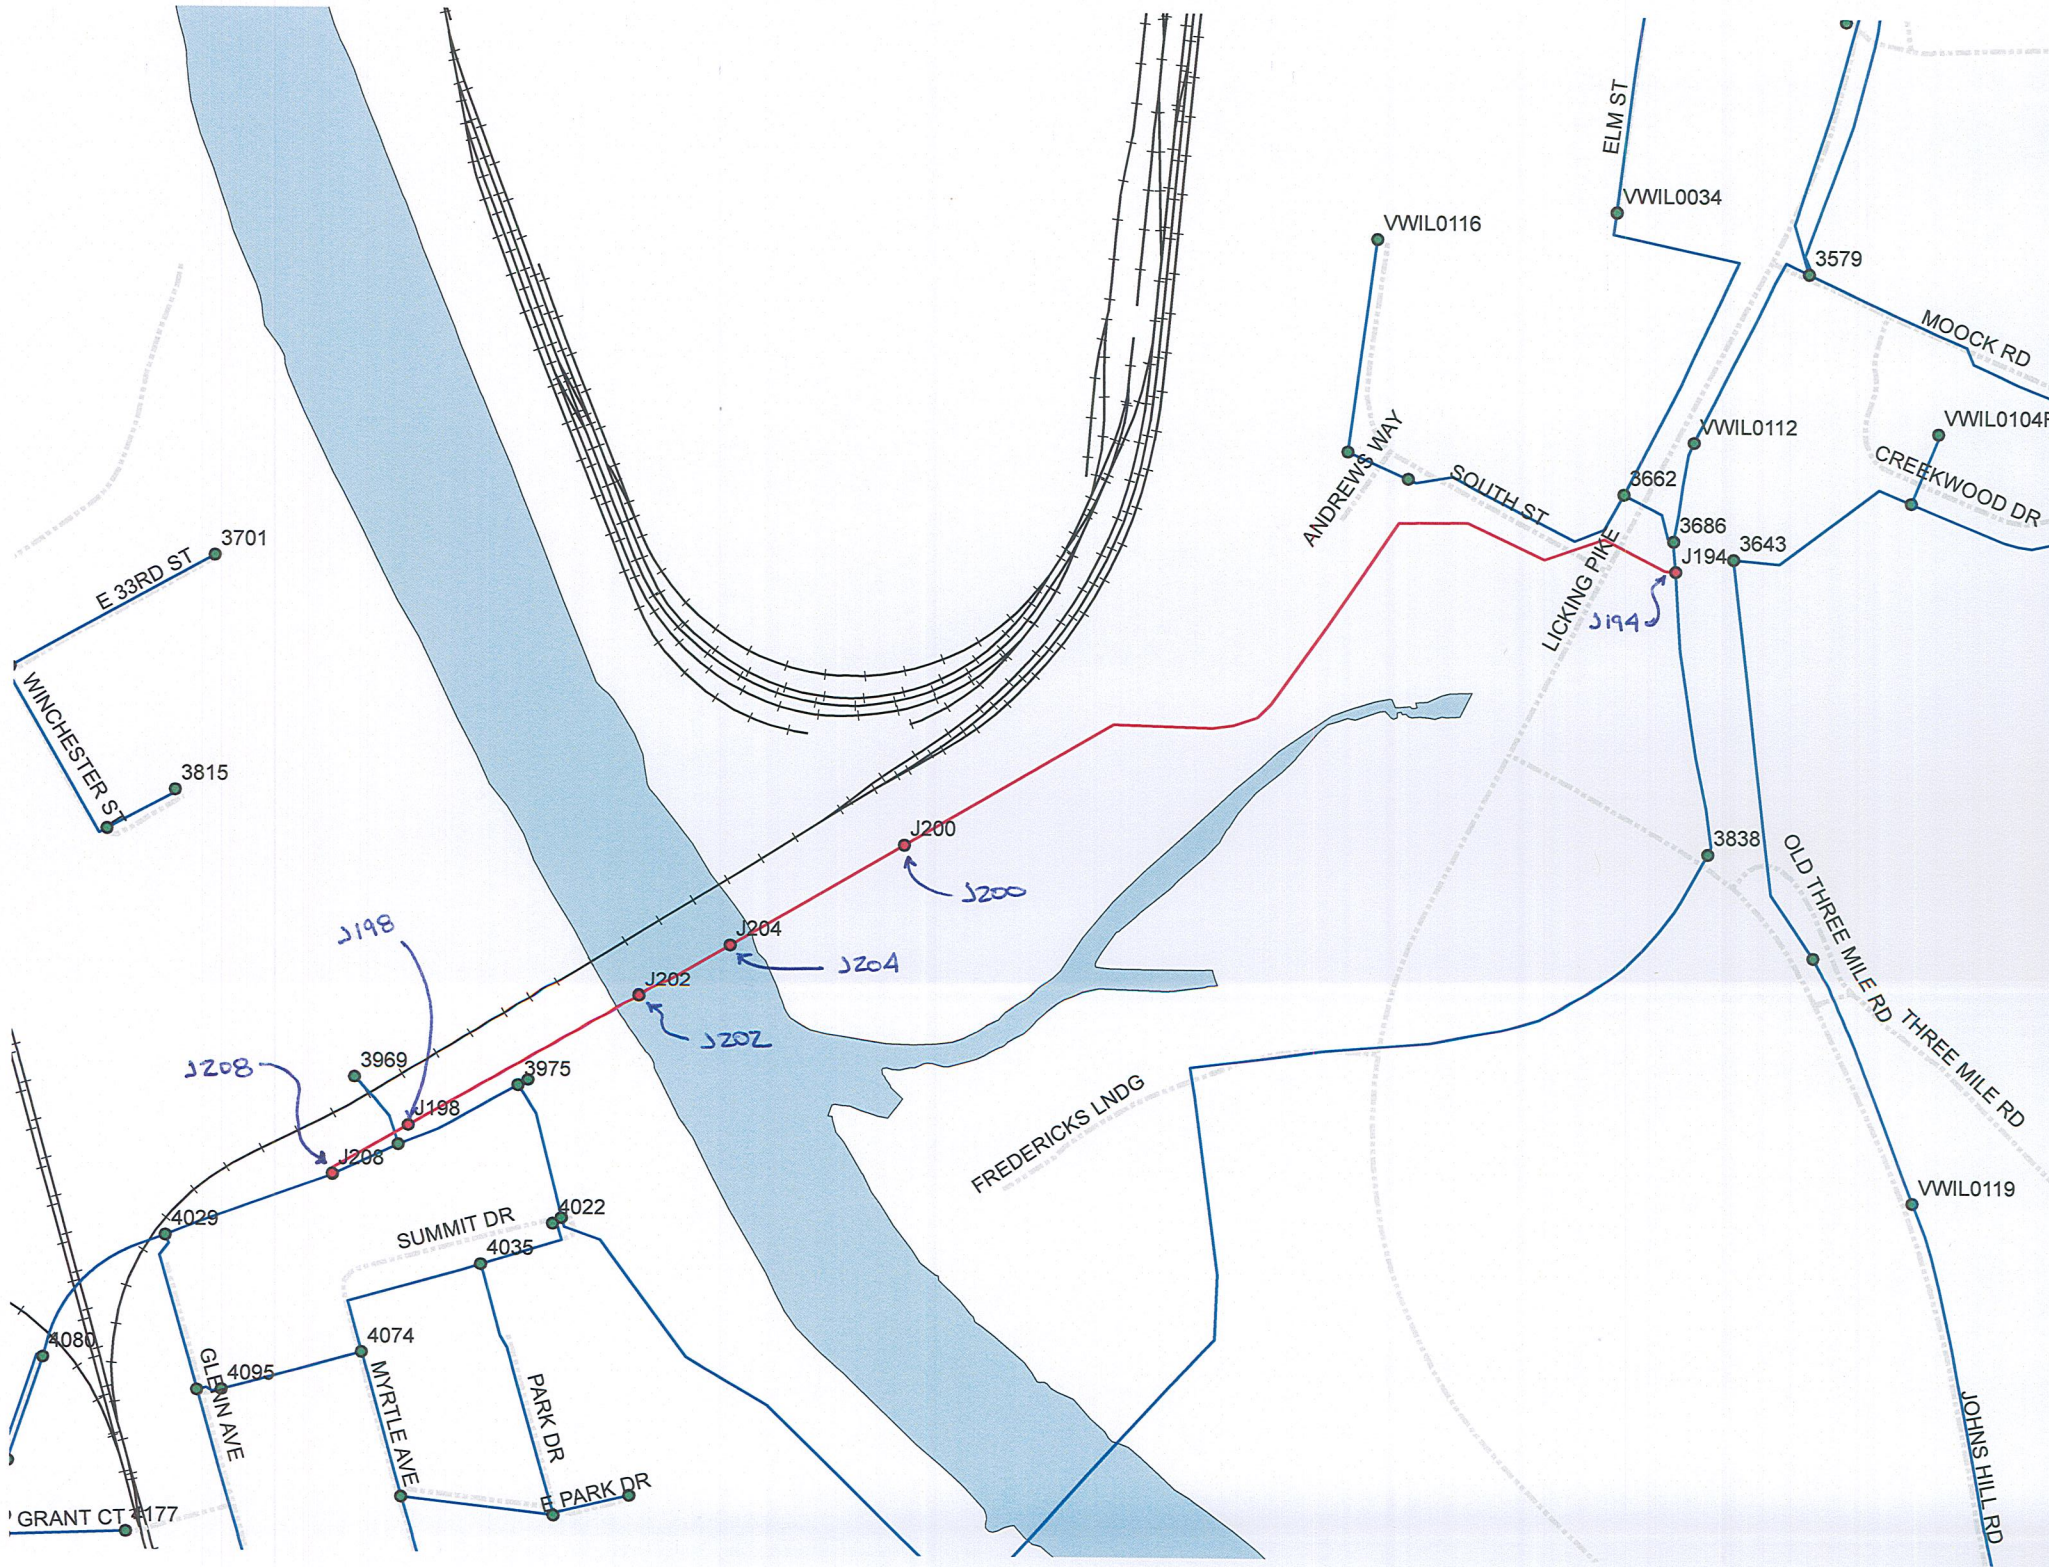 ELM ST
VWIL0034
VWIL0116
3579
MOOCK RD
VWIL0112
ANDREWS WAY
SOUTH ST
3662
CREEKWOOD DR
3701
E 33RD ST
3686
J194
3643
LICKING PIKE
J194
WINCHESTER ST
3815
J200
J200
3838
OLD THREE MILE RD
J198
J204
J204
J202
J202
THREE MILE RD
J208
3969
3975
J198
FREDERICKS LNDG
J208
VWIL0119
4029
SUMMIT DR
4022
4035
4080
4074
4095
GLENN AVE
MYRTLE AVE
PARK DR
E PARK DR
JOHNS HILL RD
GRANT CT
4177